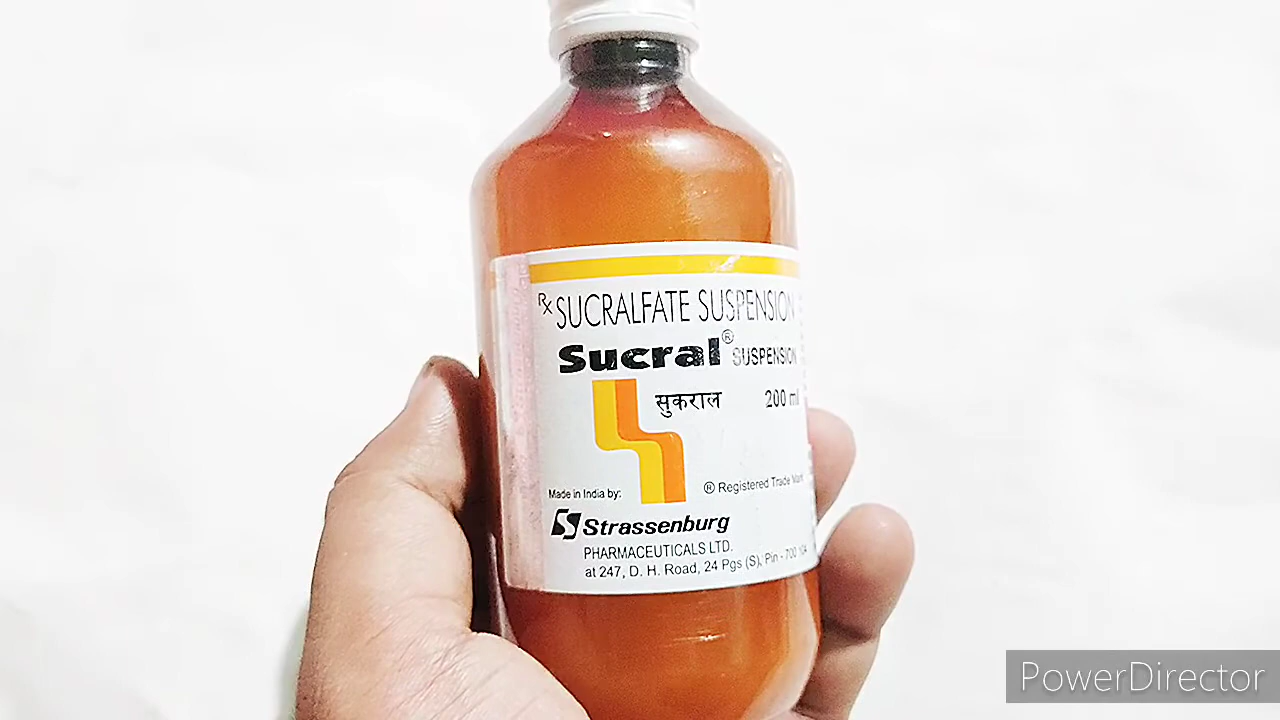 Rx SUCRALFATE SUSPENSION
Sucral® SUSPENSION
सुकराल 200 ml
Made in India by:
® Registered Trade Mark
Strassenburg
PHARMACEUTICALS LTD.
at 247, D. H. Road, 24 Pgs (S), Pin - 700 104
PowerDirector